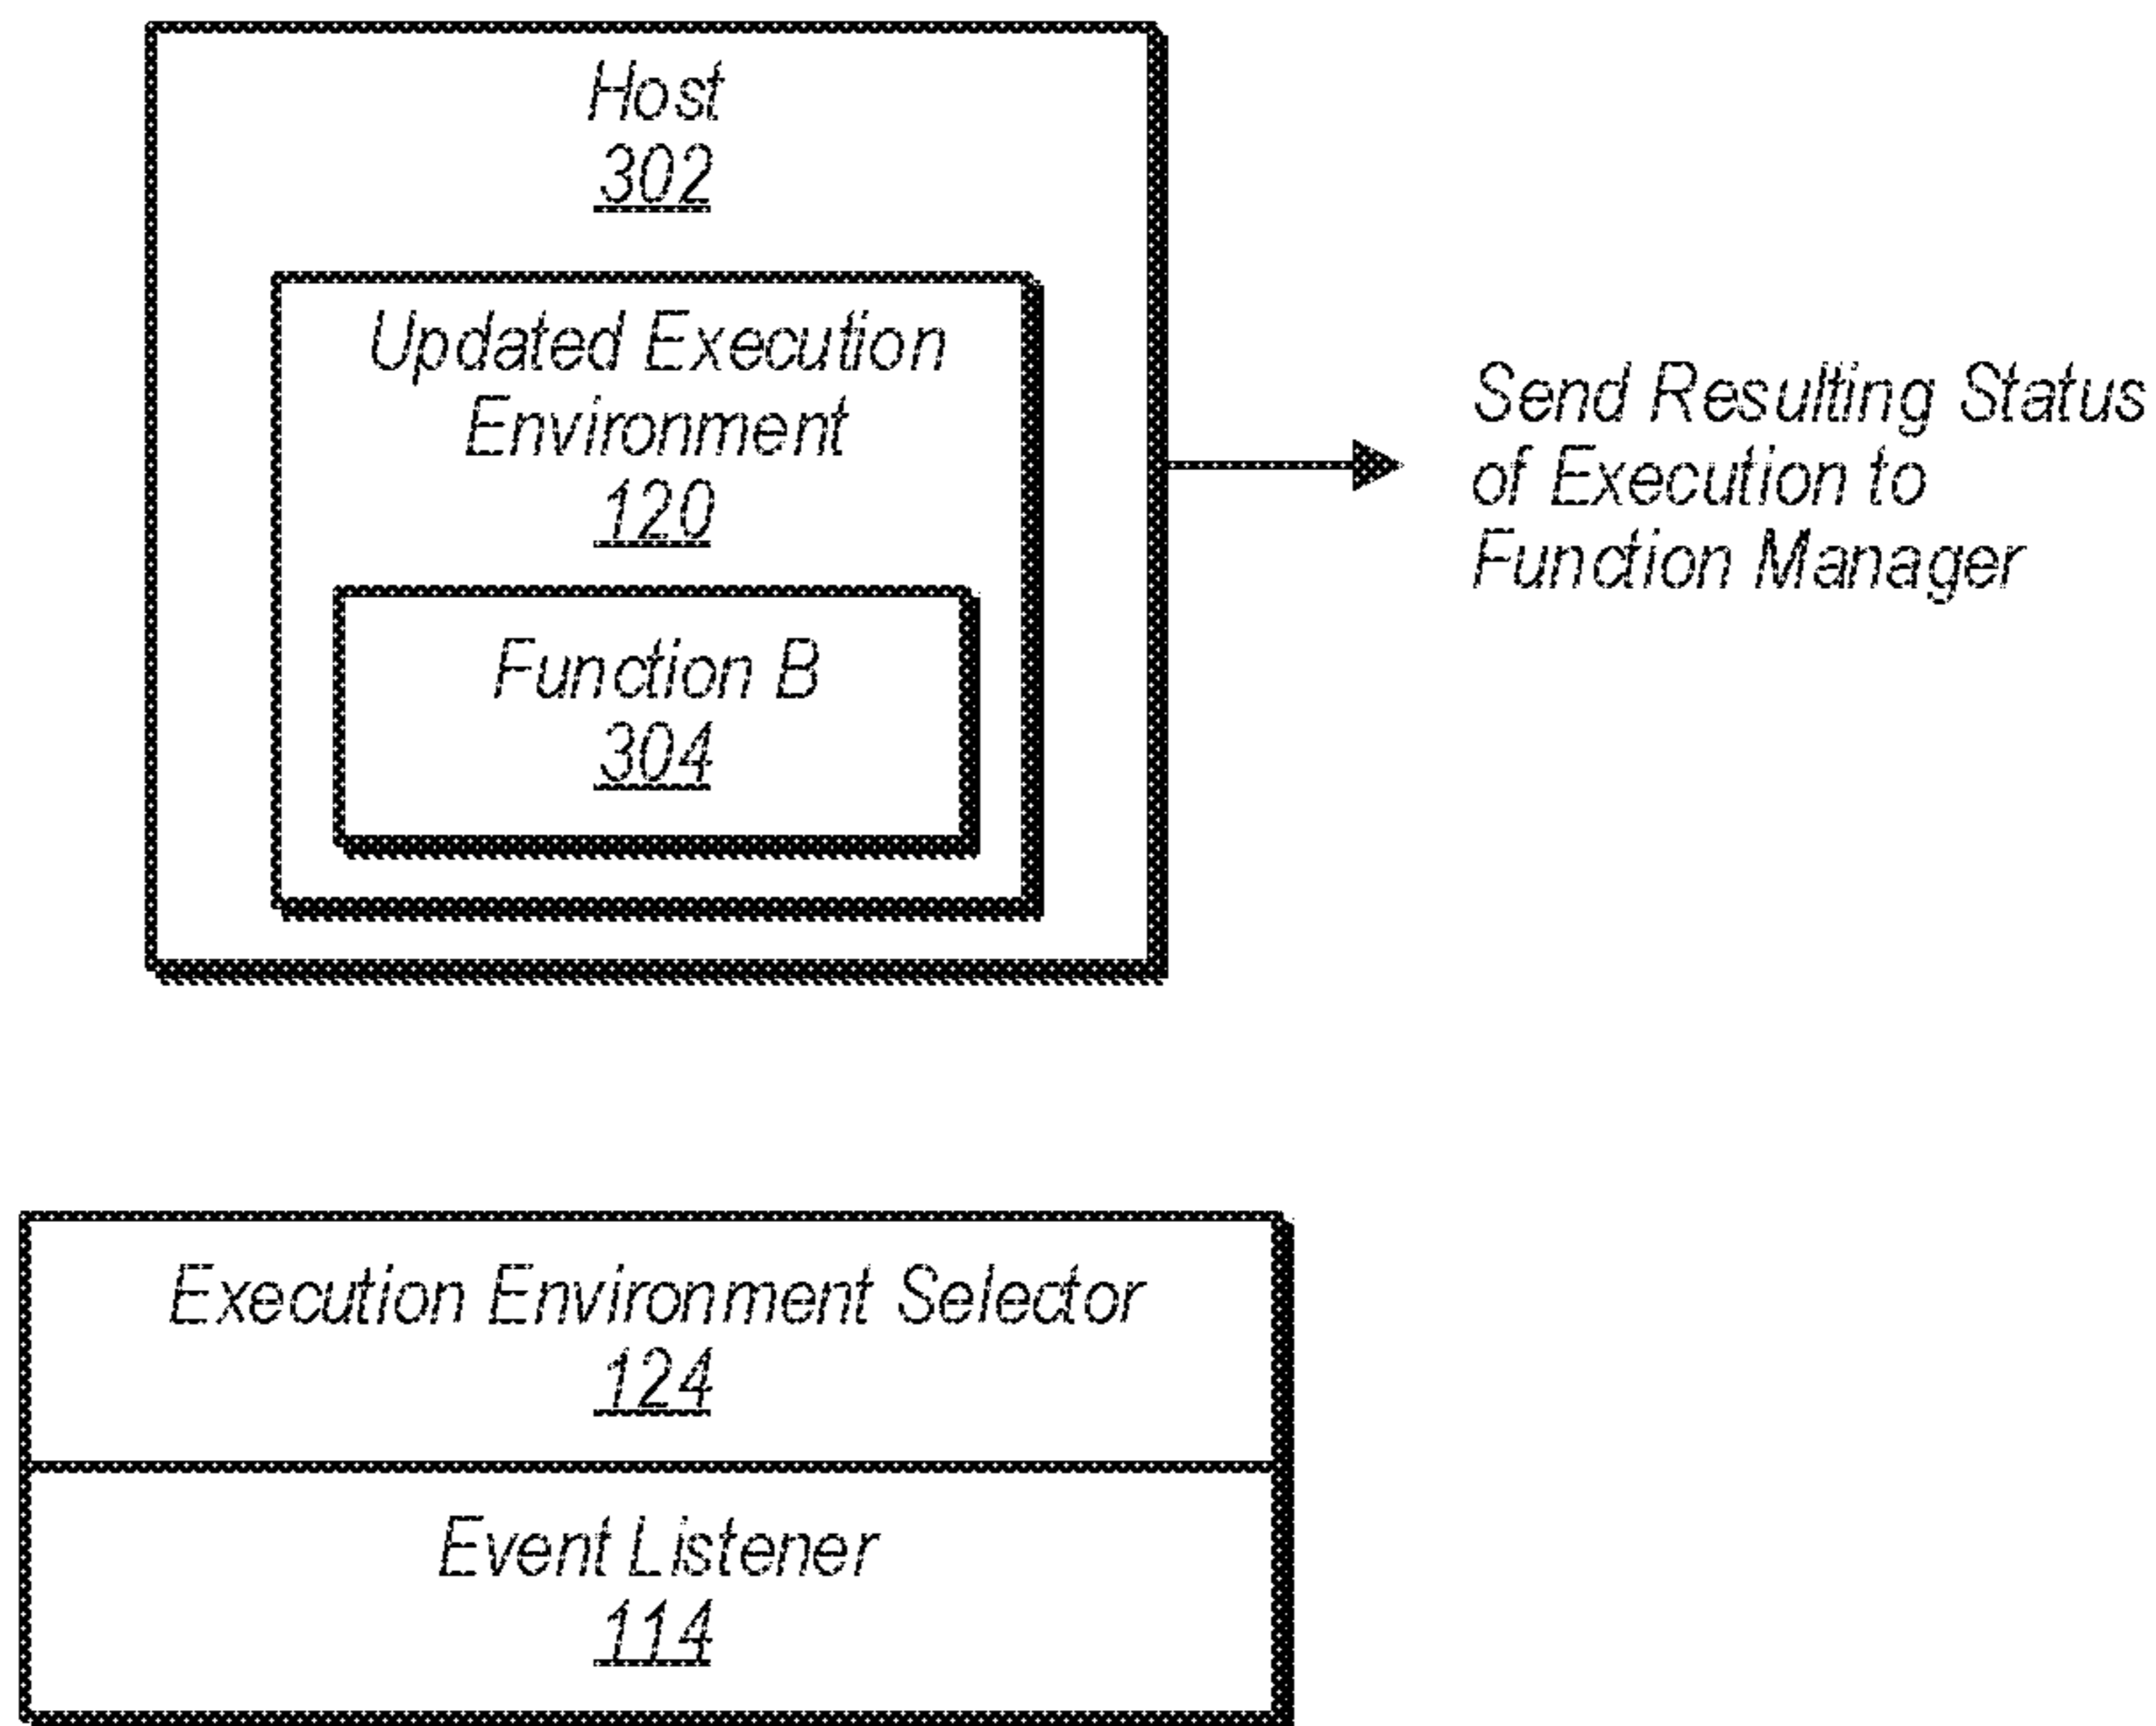 Host
302
Updated Execution
Environment
120
Function B
304
Send Resulting Status
of Execution to
Function Manager
Execution Environment Selector
124
Event Listener
114